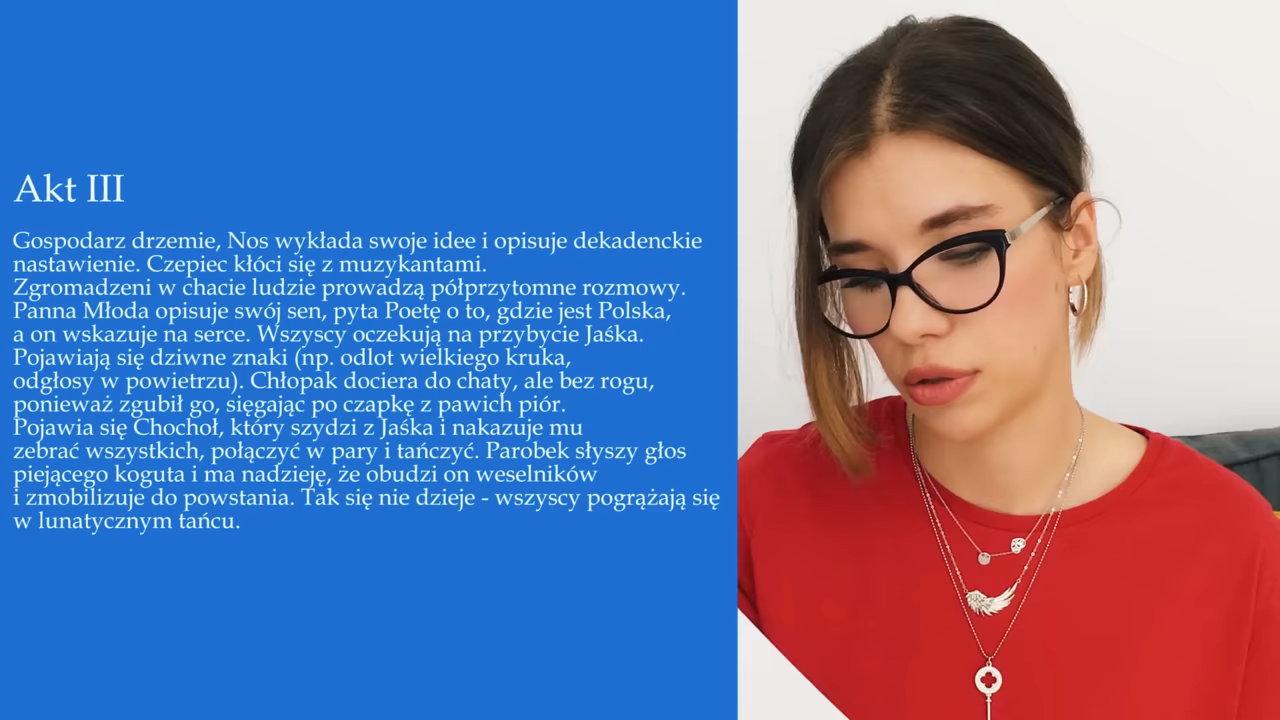 Akt III
Gospodarz drzemie, Nos wykłada swoje idee i opisuje dekadenckie
nastawienie. Czepiec kłóci się z muzykantami.
Zgromadzeni w chacie ludzie prowadzą półprzytomne rozmowy.
Panna Młoda opisuje swój sen, pyta Poetę o to, gdzie jest Polska,
a on wskazuje na serce. Wszyscy oczekują na przybycie Jaśka.
Pojawiają się dziwne znaki (np. odlot wielkiego kruka,
odgłosy w powietrzu). Chłopak dociera do chaty, ale bez rogu,
ponieważ zgubił go, sięgając po czapkę z pawich piór.
Pojawia się Chochoł, który szydzi z Jaśka i nakazuje mu
zebrać wszystkich, połączyć w pary i tańczyć. Parobek słyszy głos
piejącego koguta i ma nadzieję, że obudzi on weselników
i zmobilizuje do powstania. Tak się nie dzieje - wszyscy pogrążają się
w lunatycznym tańcu.